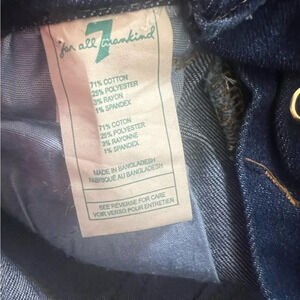 7
for all mankind
71% COTTON
25% POLYESTER
3% RAYON
1% SPANDEX
71% COTON
25% POLYESTER
3% RAYONNE
1% SPANDEX
MADE IN BANGLADESH
FABRIQUÉ AU BANGLADESH
SEE REVERSE FOR CARE
VOIR VERSO POUR ENTRETIEN